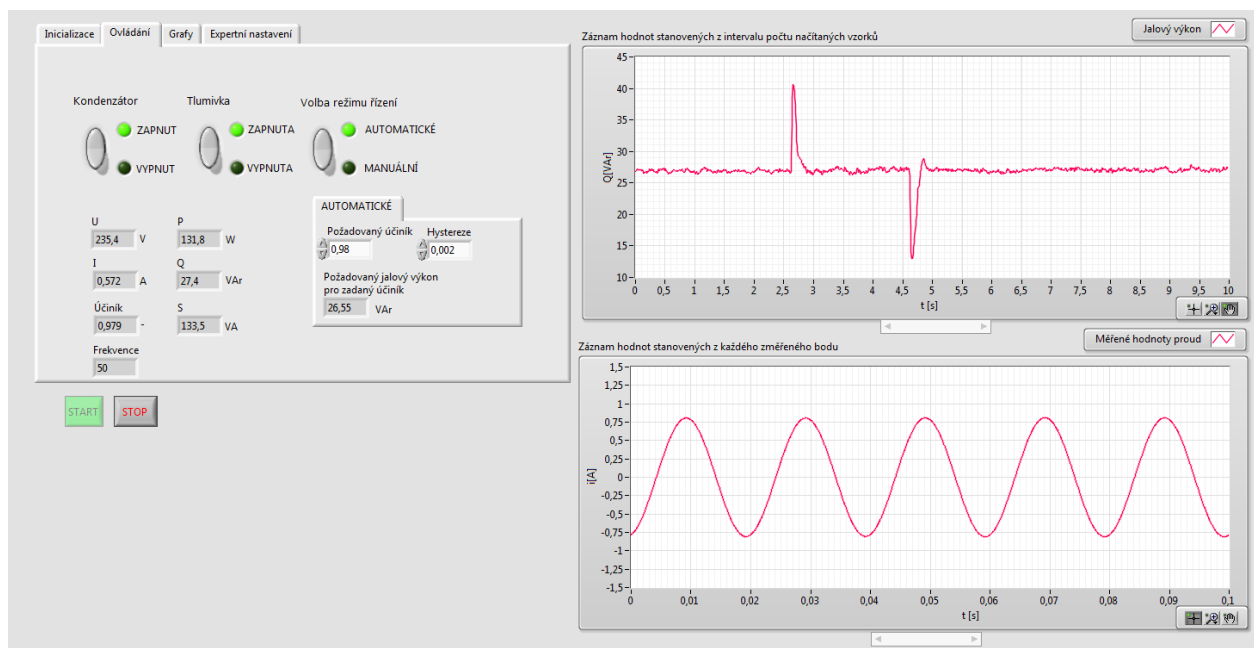 Inicializace Ovládání Grafy Expertní nastavení
Kondenzátor Tlumivka Volba režimu řízení
ZAPNUT ZAPNUTA AUTOMATICKÉ
VYPNUT VYPNUTA MANUÁLNÍ
AUTOMATICKÉ
Požadovaný účiník Hystereze
0,98 0,002
Požadovaný jalový výkon
pro zadaný účiník
26,55 VAr
U P
235,4 V 131,8 W
I Q
0,572 A 27,4 VAr
Účiník S
0,979 - 133,5 VA
Frekvence
50
START STOP
Záznam hodnot stanovených z intervalu počtu načítaných vzorků
Jalový výkon
Q[VAr]
45
40
35
30
25
20
15
10
0 0,5 1 1,5 2 2,5 3 3,5 4 4,5 5 5,5 6 6,5 7 7,5 8 8,5 9 9,5 10
t [s]
Záznam hodnot stanovených z každého změřeného bodu
Měřené hodnoty proud
i[A]
1,5
1,25
1
0,75
0,5
0,25
0
-0,25
-0,5
-0,75
-1
-1,25
-1,5
0 0,01 0,02 0,03 0,04 0,05 0,06 0,07 0,08 0,09 0,1
t [s]